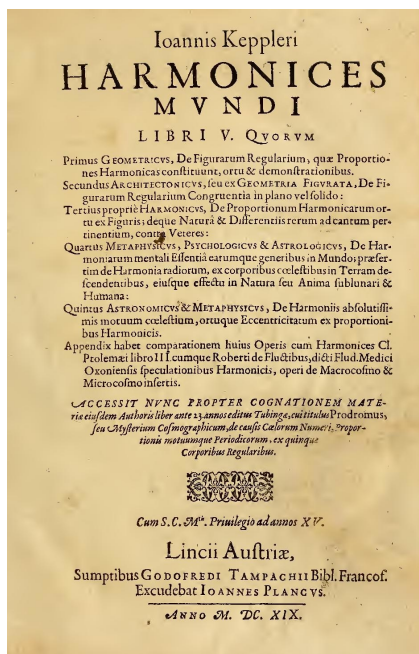 Ioannis Keppleri
HARMONICES
MVNDI
LIBRI V. QVORVM
Primus GEOMETRICVS, De Figurarum Regularium, quæ Proportio-
nes Harmonicas constituunt, ortu & demonstrationibus.
Secundus ARCHITECTONICVS, seu ex GEOMETRIA FIGVRATA, De Fi-
gurarum Regularium Congruentia in plano vel solido:
Tertius propriè HARMONICVS, De Proportionum Harmonicarum or-
tu ex Figuris; deque Naturâ & Differentiis rerum ad cantum per-
tinentium, contra Veteres:
Quartus METAPHYSICVS, PSYCHOLOGICVS & ASTROLOGICVS, De Har-
moniarum mentali Essentiâ earumque generibus in Mundo; præser-
tim de Harmonia radiorum, ex corporibus cœlestibus in Terram de-
scendentibus, eiusque effectu in Natura seu Anima sublunari &
Humana:
Quintus ASTRONOMICVS & METAPHYSICVS, De Harmoniis absolutissi-
mis motuum cœlestium, ortuque Eccentricitatum ex proportioni-
bus Harmonicis.
Appendix habet comparationem huius Operis cum Harmonices Cl.
Ptolemæi libro III. cumque Roberti de Fluctibus, dicti Flud. Medici
Oxoniensis speculationibus Harmonicis, operi de Macrocosmo &
Microcosmo insertis.
ACCESSIT NVNC PROPTER COGNATIONEM MATE-
riæ eiusdem Authoris liber ante 23. annos editus Tubingæ, cui titulus Prodromus,
seu Mysterium Cosmographicum, de causis Cœlorum Numeri, Propor-
tionis motuumque Periodicorum, ex quinque
Corporibus Regularibus.
Cum S. C. Mtis. Priuilegio ad annos XV.
Lincii Austriæ,
Sumptibus GODOFREDI TAMPACHII Bibl. Francof.
Excudebat IOANNES PLANCVS.
ANNO M. DC. XIX.